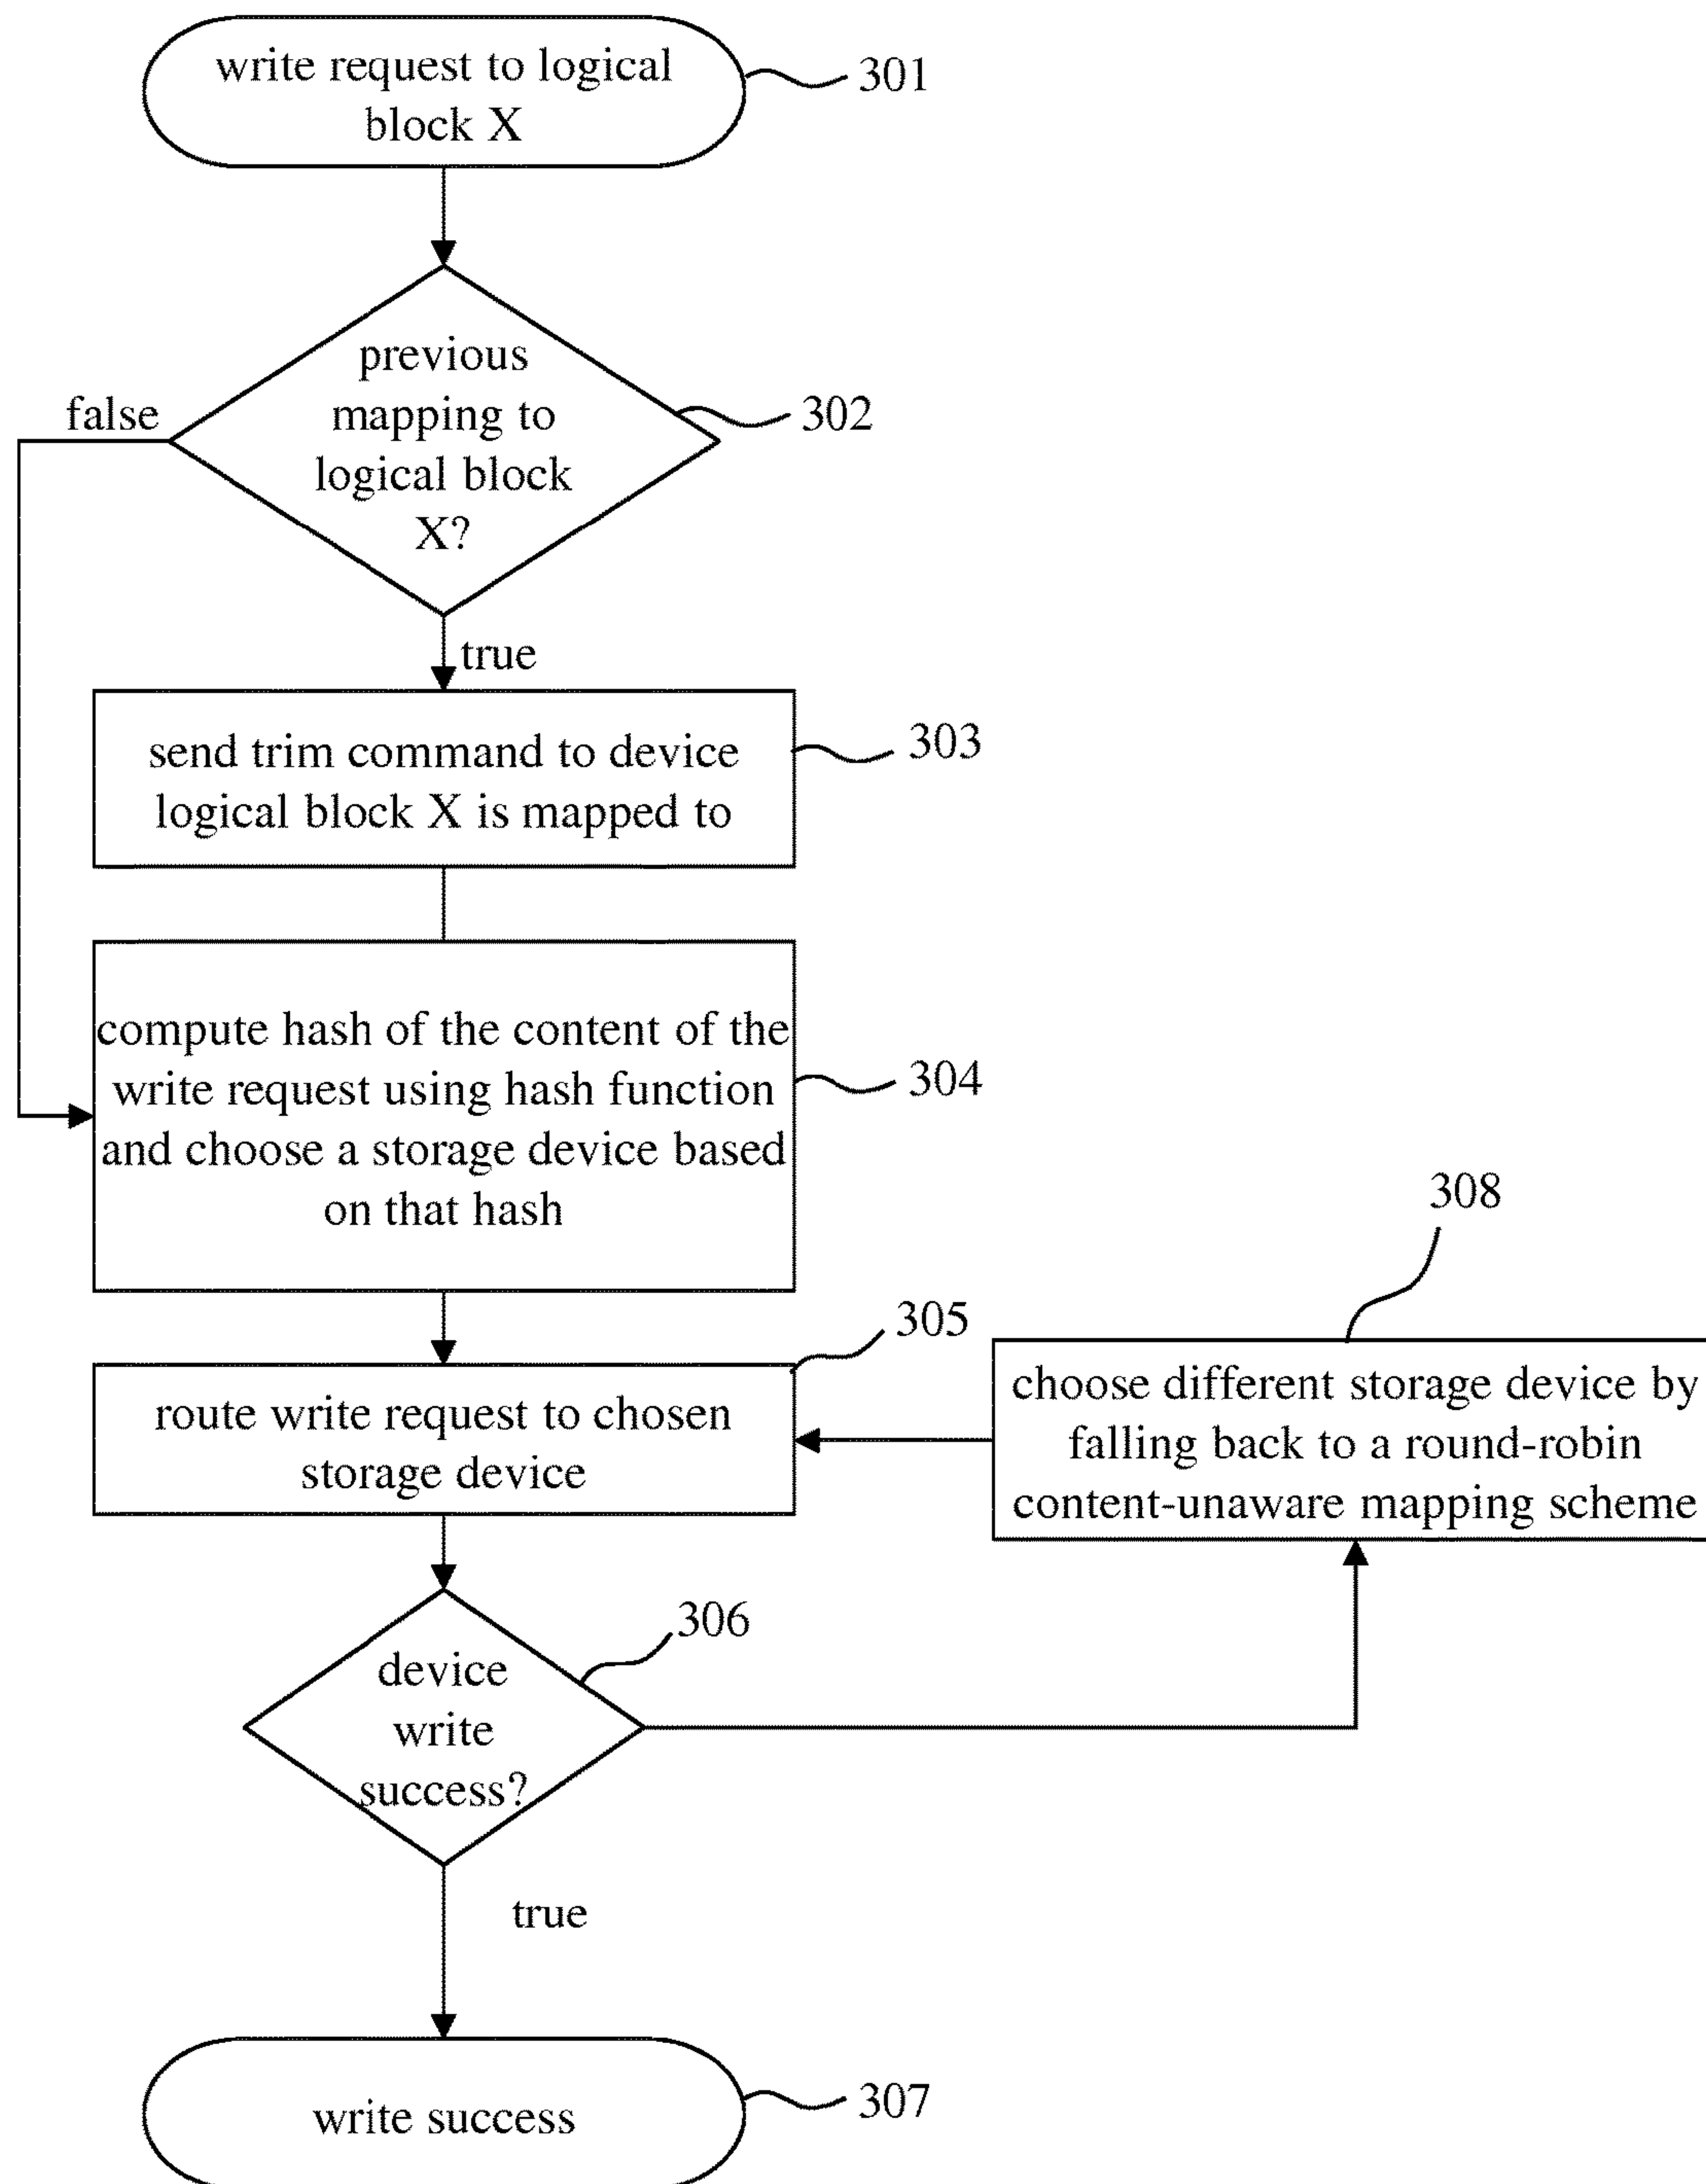 write request to logical
block X
301
previous
mapping to
logical block
X?
302
false
true
send trim command to device
logical block X is mapped to
303
compute hash of the content of the
write request using hash function
and choose a storage device based
on that hash
304
305
route write request to chosen
storage device
308
choose different storage device by
falling back to a round-robin
content-unaware mapping scheme
306
device
write
success?
true
write success
307